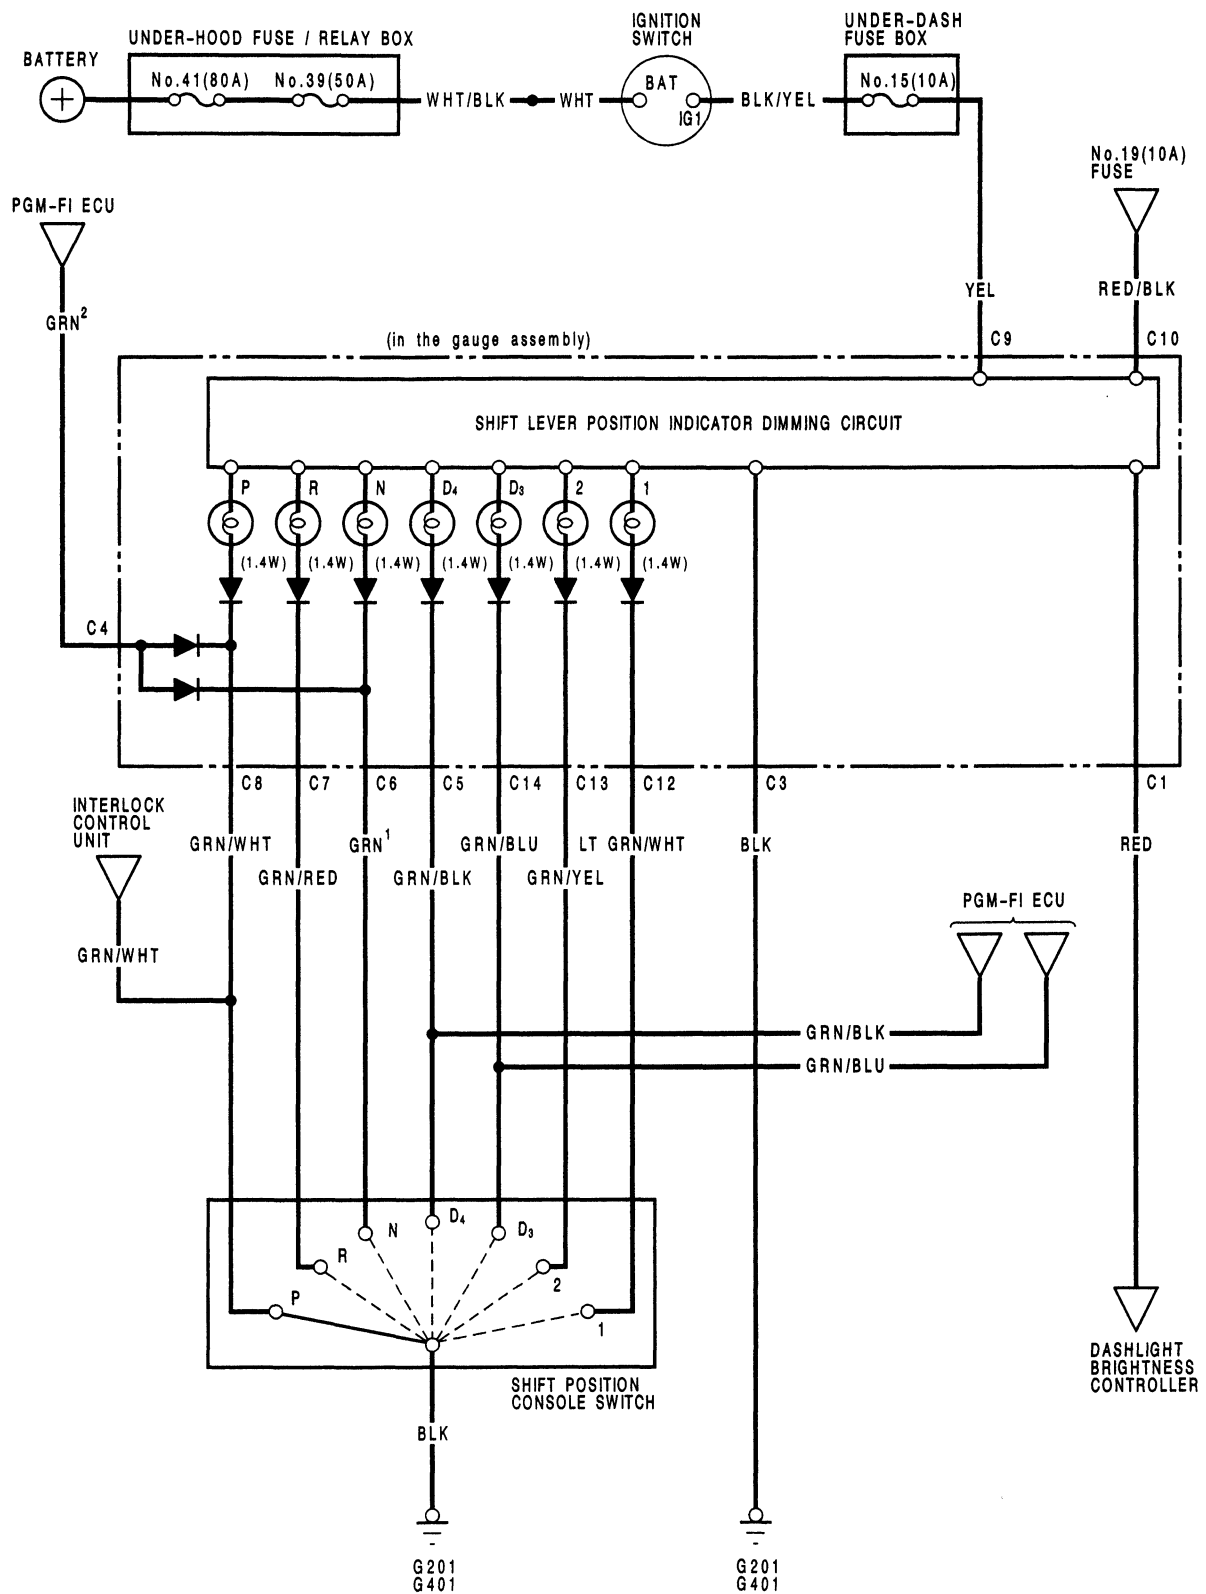 IGNITION
SWITCH
UNDER-DASH
FUSE BOX
UNDER-HOOD FUSE / RELAY BOX
BATTERY
No.41(80A)
No.39(50A)
BAT
No.15(10A)
WHT/BLK
WHT
BLK/YEL
IG1
No.19(10A)
FUSE
PGM-FI ECU
YEL
RED/BLK
GRN2
(in the gauge assembly)
C9
C10
SHIFT LEVER POSITION INDICATOR DIMMING CIRCUIT
P
R
N
D4
D3
2
1
(1.4W)
(1.4W)
(1.4W)
(1.4W)
(1.4W)
(1.4W)
(1.4W)
C4
C8
C7
C6
C5
C14
C13
C12
C3
C1
INTERLOCK
CONTROL
UNIT
GRN/WHT
GRN1
GRN/BLU
LT GRN/WHT
BLK
RED
GRN/RED
GRN/BLK
GRN/YEL
PGM-FI ECU
GRN/WHT
GRN/BLK
GRN/BLU
D4
N
D3
R
2
P
1
DASHLIGHT
BRIGHTNESS
CONTROLLER
SHIFT POSITION
CONSOLE SWITCH
BLK
G201
G401
G201
G401